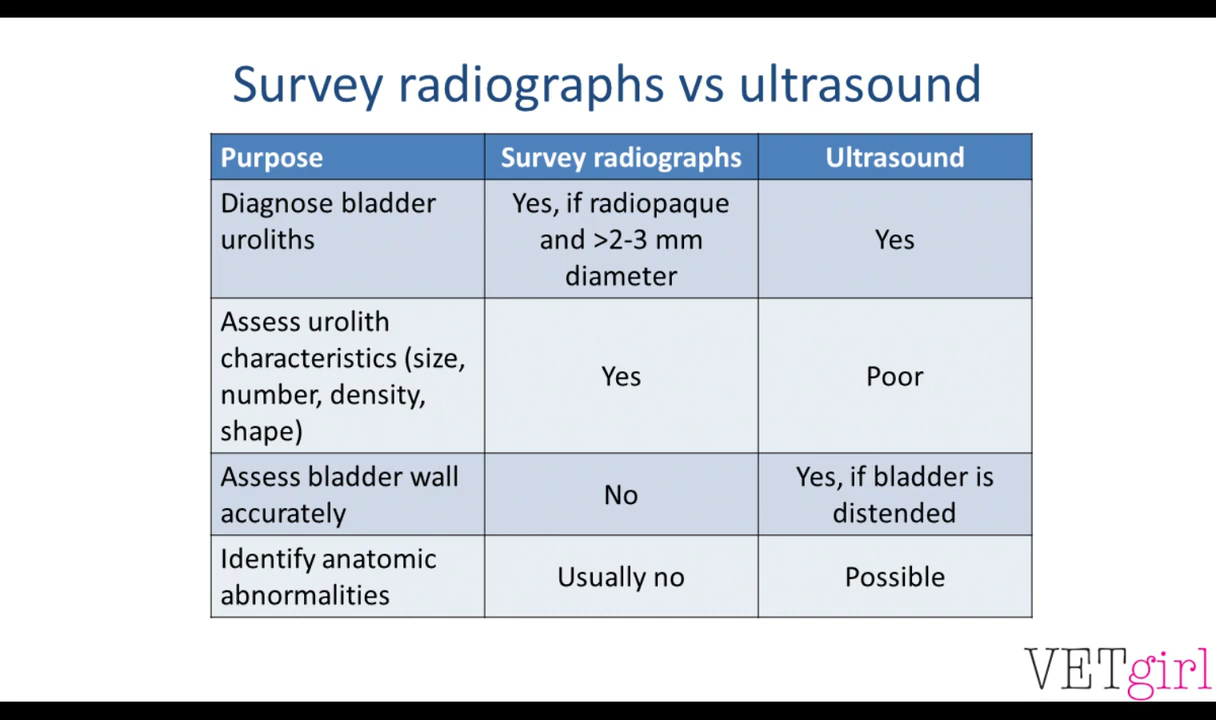 Survey radiographs vs ultrasound
Purpose
Survey radiographs
Ultrasound
Diagnose bladder
uroliths
Yes, if radiopaque
and >2-3 mm
diameter
Yes
Assess urolith
characteristics (size,
number, density,
shape)
Yes
Poor
Assess bladder wall
accurately
No
Yes, if bladder is
distended
Identify anatomic
abnormalities
Usually no
Possible
VETgirl